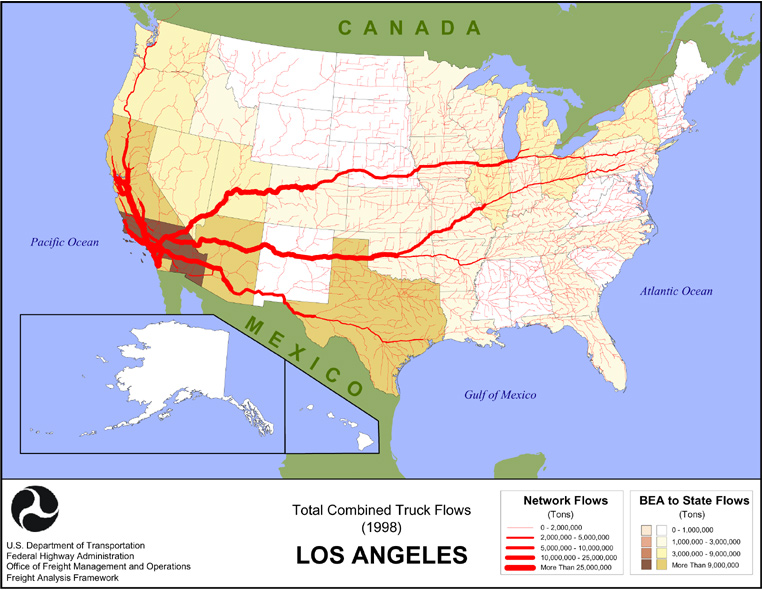 CANADA
Pacific Ocean
Atlantic Ocean
MEXICO
Gulf of Mexico
U.S. Department of Transportation
Federal Highway Administration
Office of Freight Management and Operations
Freight Analysis Framework
Total Combined Truck Flows
(1998)
LOS ANGELES
Network Flows
(Tons)
0 - 2,000,000
2,000,000 - 5,000,000
5,000,000 - 10,000,000
10,000,000 - 25,000,000
More Than 25,000,000
BEA to State Flows
(Tons)
0 - 1,000,000
1,000,000 - 3,000,000
3,000,000 - 9,000,000
More Than 9,000,000